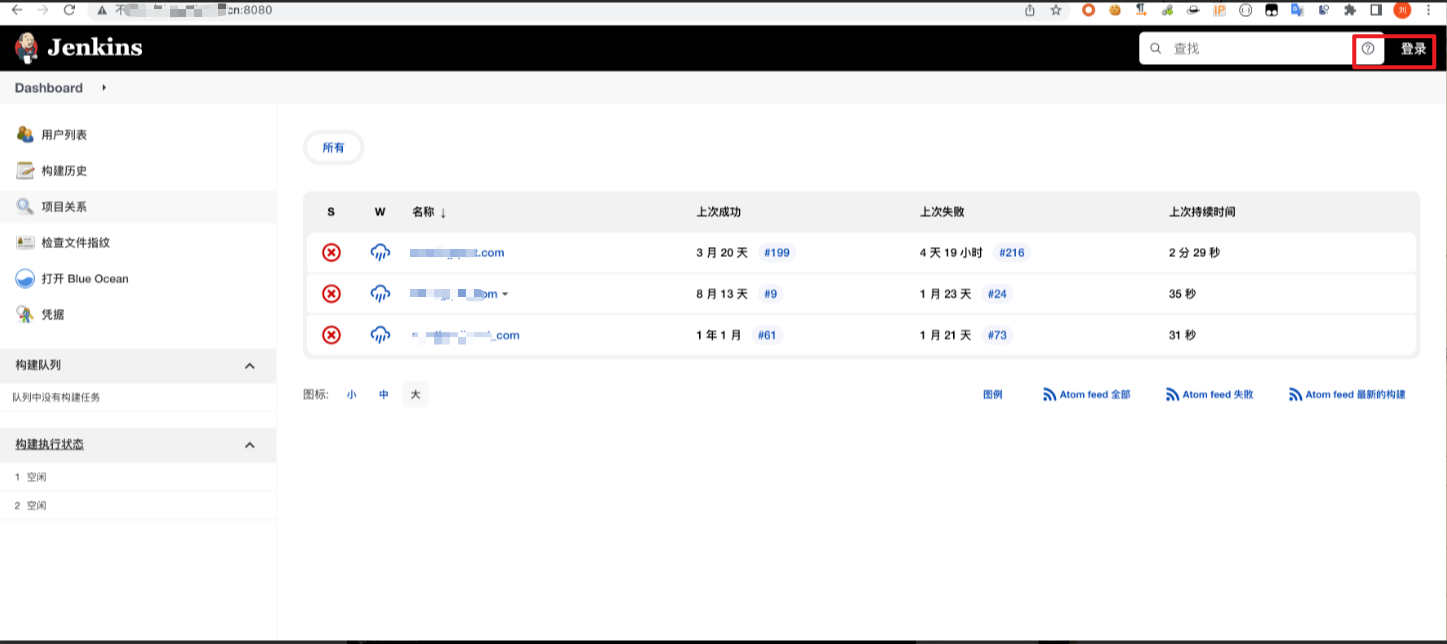 不 cn:8080
Jenkins 查找 登录
Dashboard
用户列表
构建历史
项目关系
检查文件指纹
打开 Blue Ocean
凭据
构建队列
队列中没有构建任务
构建执行状态
1 空闲
2 空闲
所有
S W 名称 ↓ 上次成功 上次失败 上次持续时间
.com 3 月 20 天 #199 4 天 19 小时 #216 2 分 29 秒
om 8 月 13 天 #9 1 月 23 天 #24 35 秒
_com 1 年 1 月 #61 1 月 21 天 #73 31 秒
图标: 小 中 大 图例 Atom feed 全部 Atom feed 失败 Atom feed 最新的构建